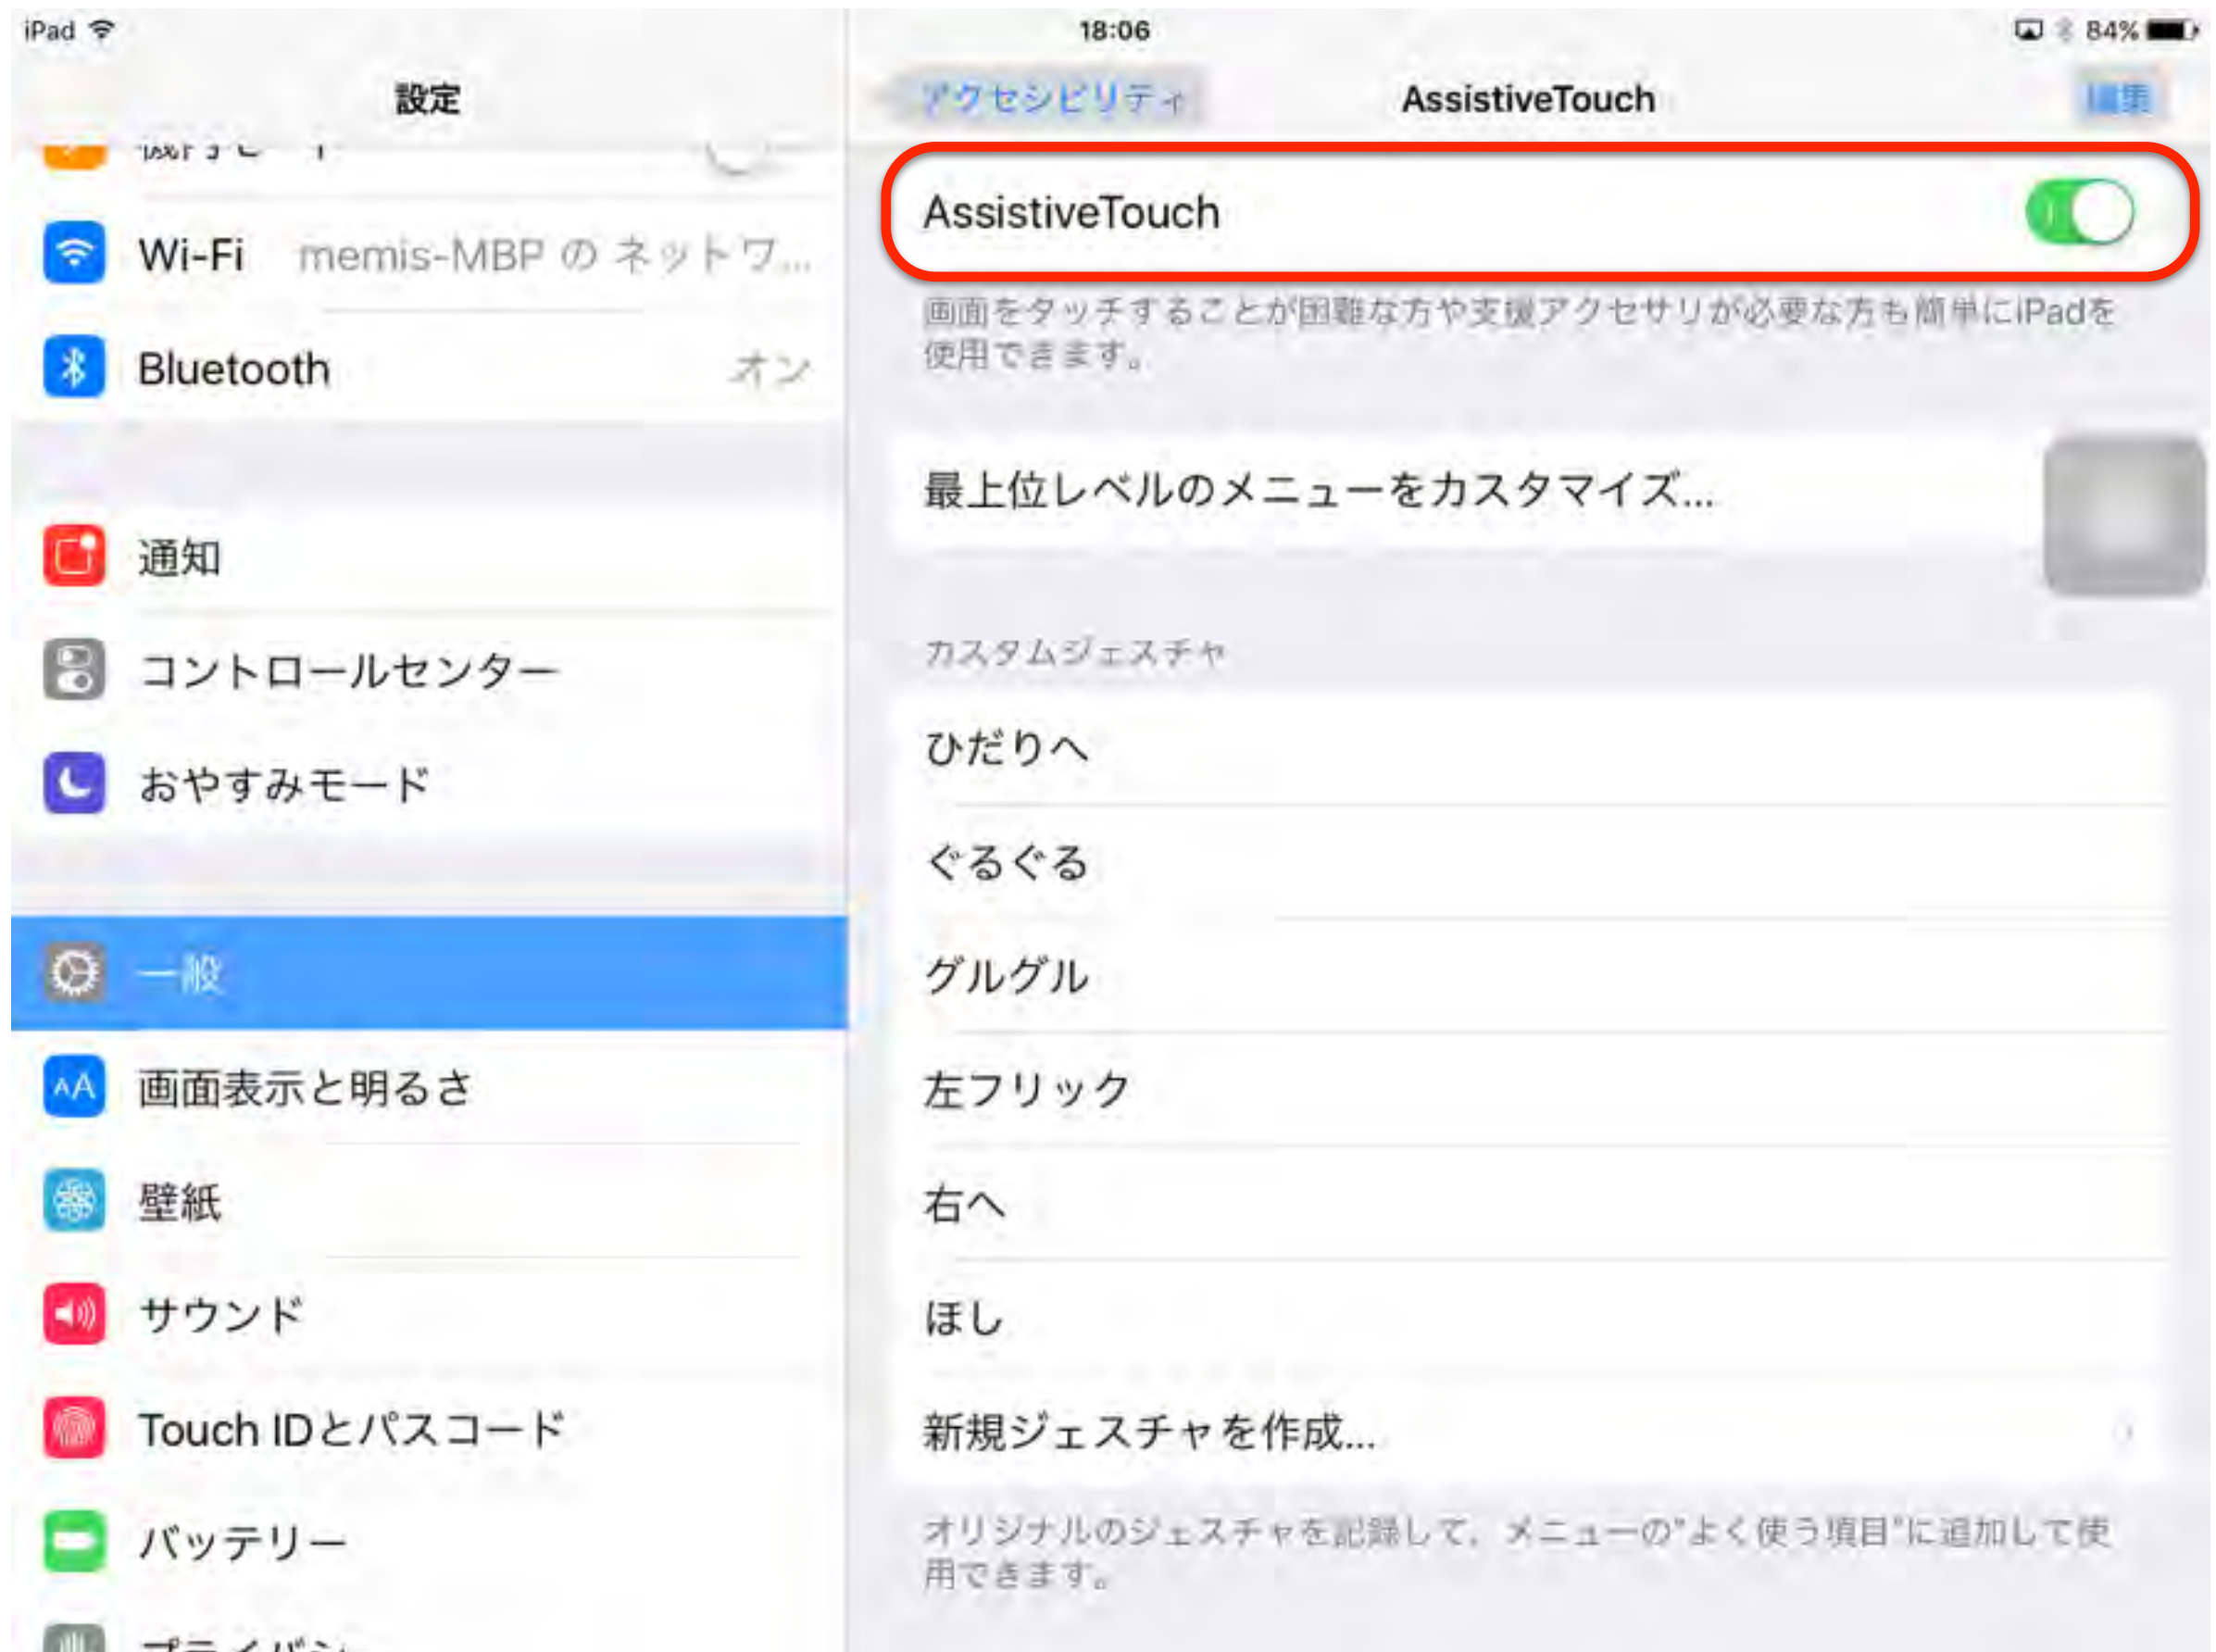 iPad
18:06
84%
設定
アクセシビリティ
AssistiveTouch
編集
Wi-Fi memis-MBP の ネットワ...
Bluetooth オン
通知
コントロールセンター
おやすみモード
一般
画面表示と明るさ
壁紙
サウンド
Touch IDとパスコード
バッテリー
プライバシー
AssistiveTouch
画面をタッチすることが困難な方や支援アクセサリが必要な方も簡単にiPadを
使用できます。
最上位レベルのメニューをカスタマイズ...
カスタムジェスチャ
ひだりへ
ぐるぐる
グルグル
左フリック
右へ
ほし
新規ジェスチャを作成...
オリジナルのジェスチャを記録して、メニューの"よく使う項目"に追加して使
用できます。